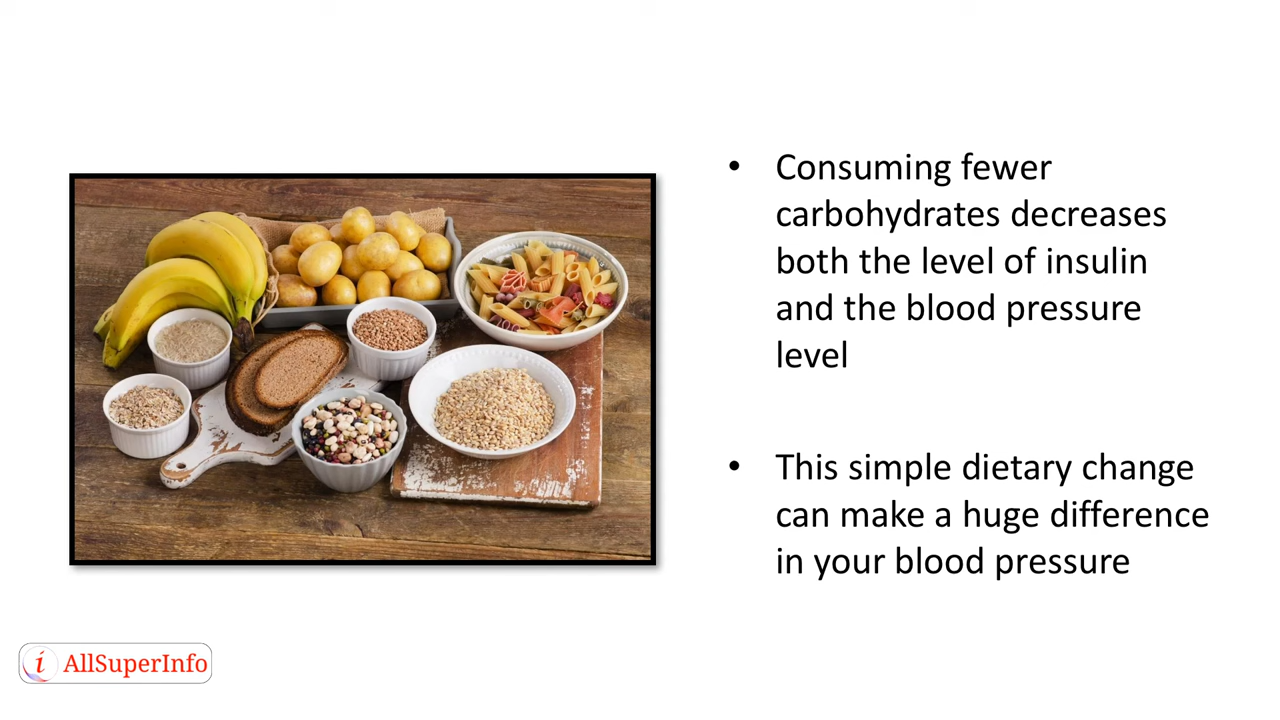 • Consuming fewer
carbohydrates decreases
both the level of insulin
and the blood pressure
level
• This simple dietary change
can make a huge difference
in your blood pressure
i AllSuperInfo